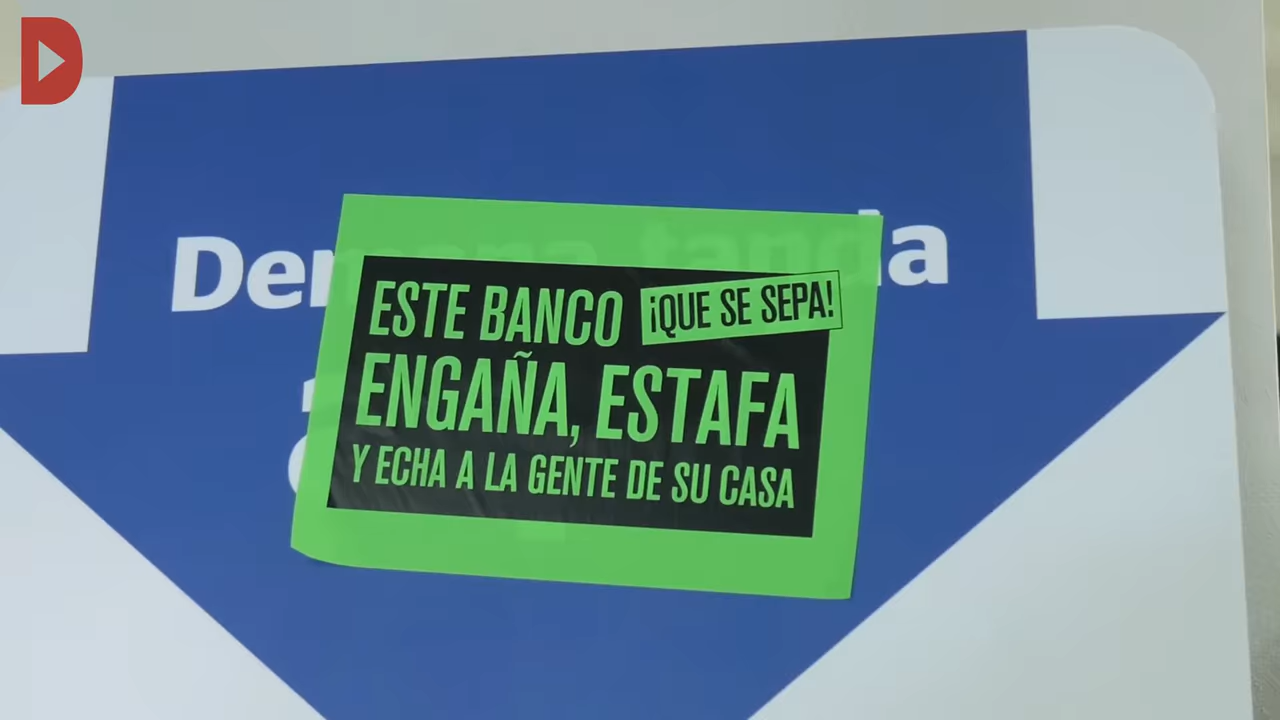 D
ESTE BANCO ¡QUE SE SEPA!
ENGAÑA, ESTAFA
Y ECHA A LA GENTE DE SU CASA